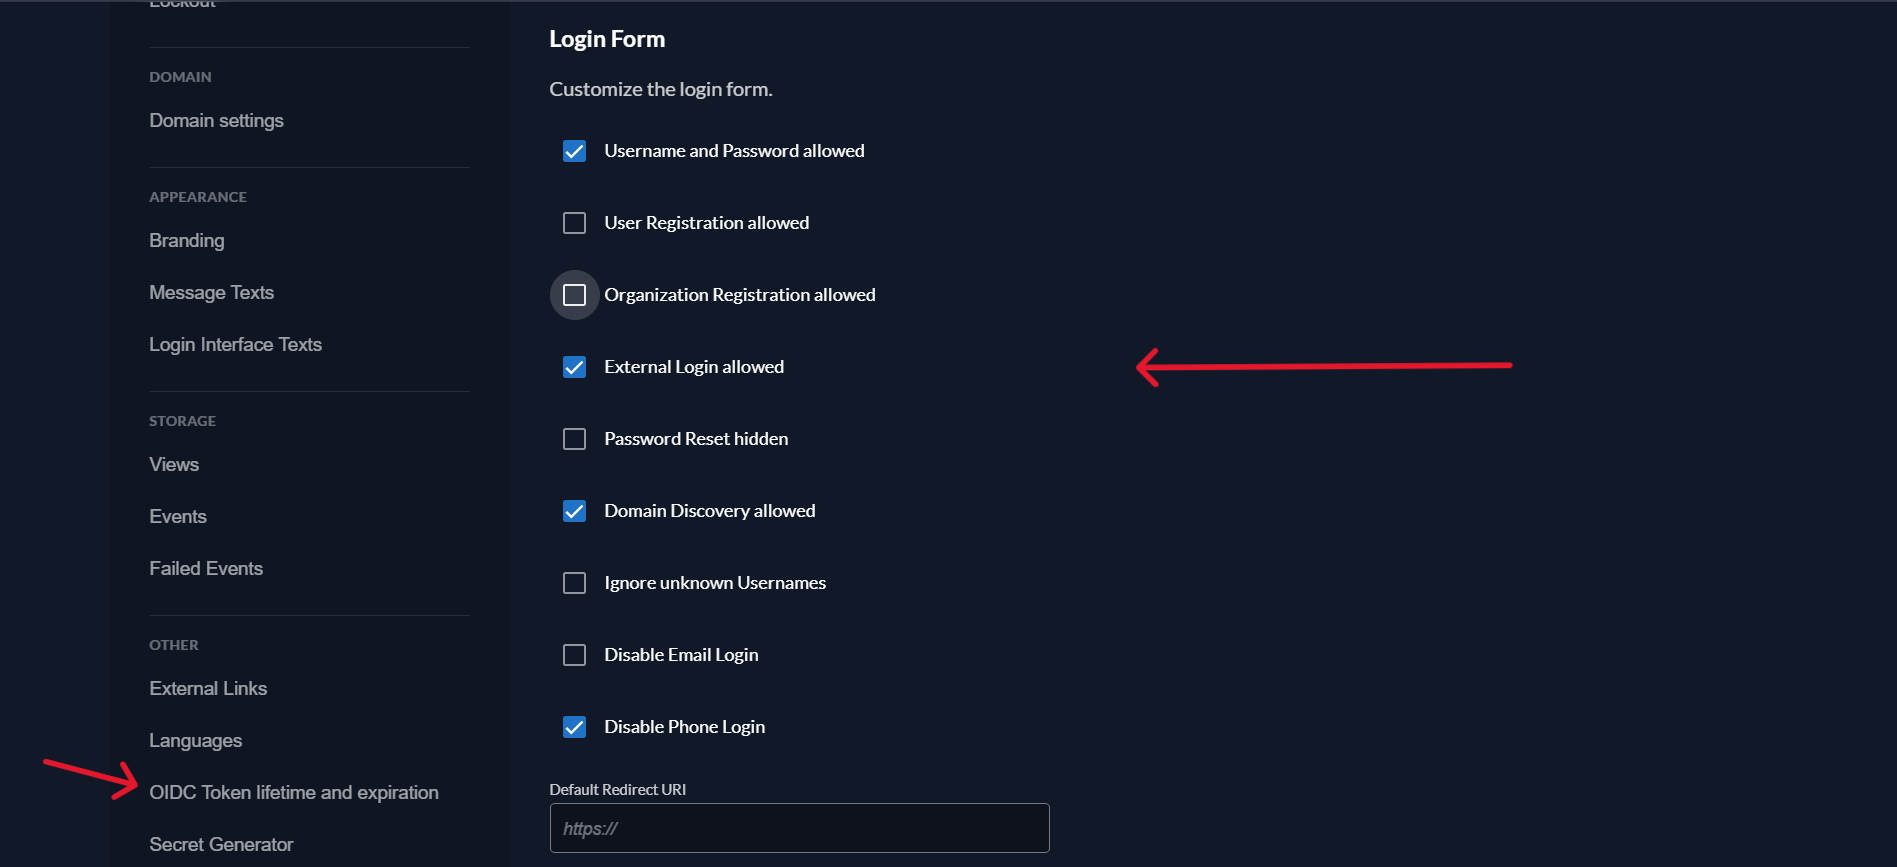 Lockout
DOMAIN
Domain settings
APPEARANCE
Branding
Message Texts
Login Interface Texts
STORAGE
Views
Events
Failed Events
OTHER
External Links
Languages
OIDC Token lifetime and expiration
Secret Generator
Login Form
Customize the login form.
Username and Password allowed
User Registration allowed
Organization Registration allowed
External Login allowed
Password Reset hidden
Domain Discovery allowed
Ignore unknown Usernames
Disable Email Login
Disable Phone Login
Default Redirect URI
https://